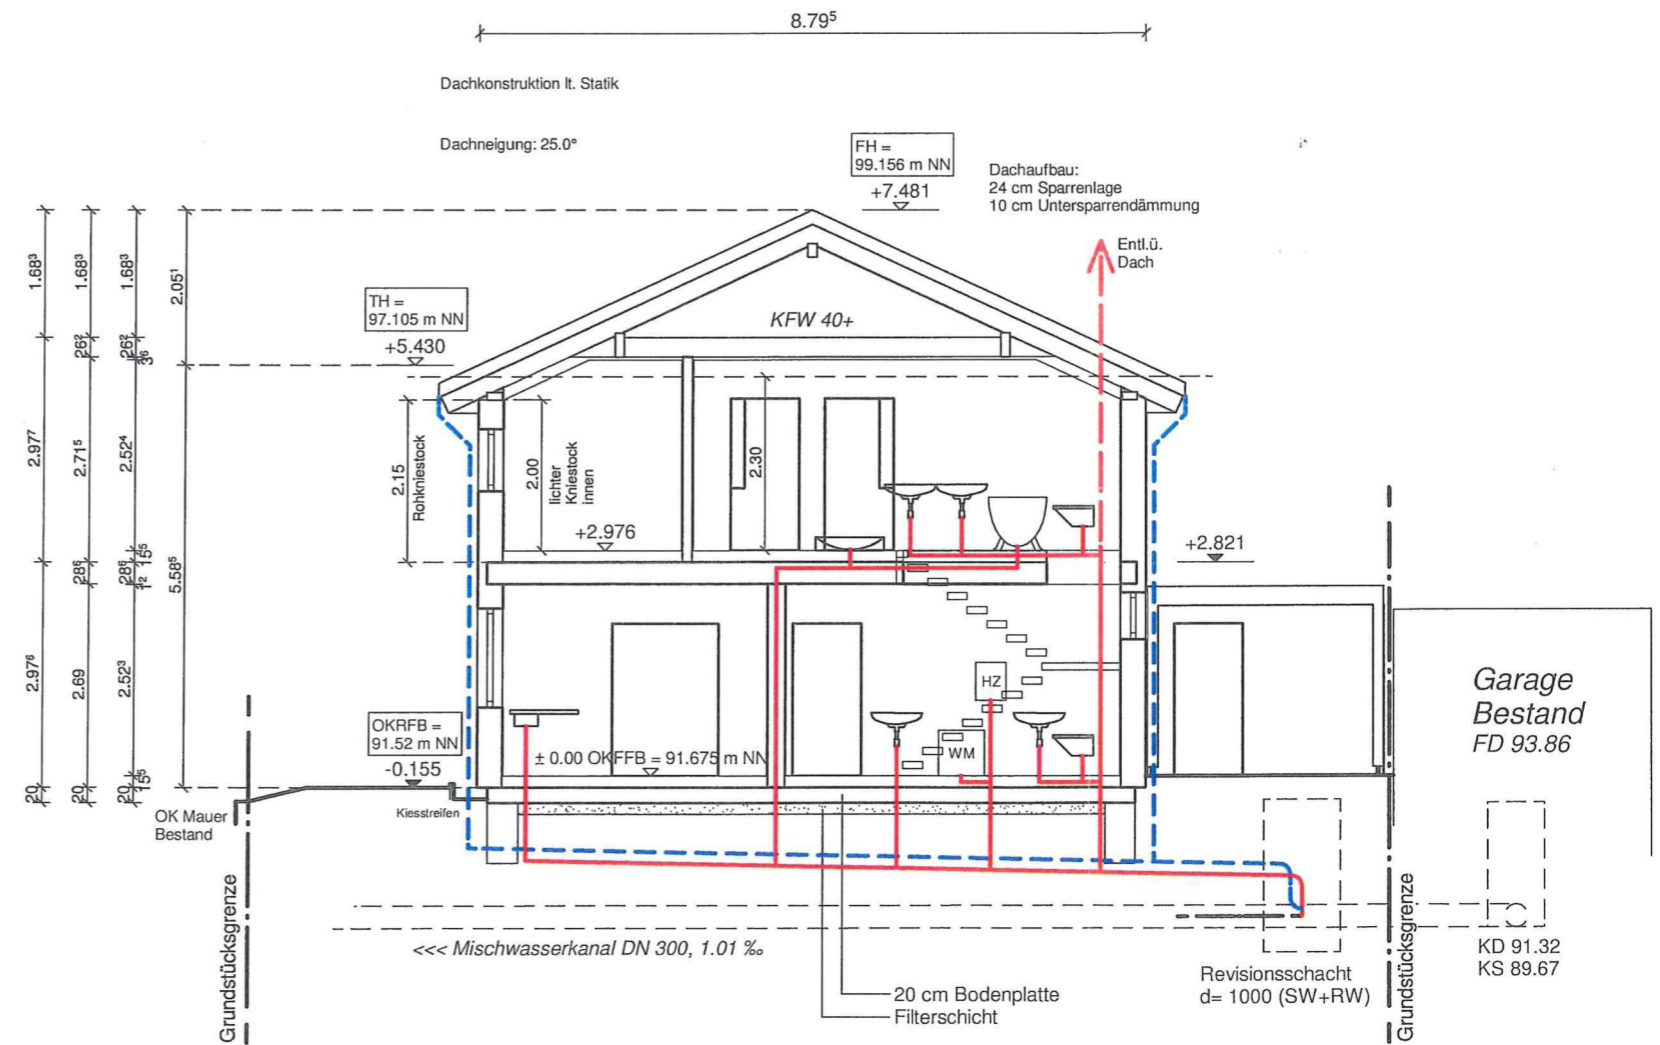 8.79⁵
Dachkonstruktion lt. Statik
Dachneigung: 25.0°
FH =
99.156 m NN
+7.481
Dachaufbau:
24 cm Sparrenlage
10 cm Untersparrendämmung
Entl.ü.
Dach
TH =
97.105 m NN
+5.430
KFW 40+
1.68³
1.68³
1.68³
2.05¹
26²
26²
3⁶
2.977
2.71⁵
2.52⁴
2.15
Rohkniestock
2.00
lichter
Kniestock
innen
2.30
+2.976
+2.821
28⁶
28⁶
15⁵
1²
5.58⁵
2.97⁶
2.69
2.52³
HZ
WM
Garage
Bestand
FD 93.86
OKRFB =
91.52 m NN
-0.155
± 0.00 OKFFB = 91.675 m NN
20
20
20
15⁵
OK Mauer
Bestand
Kiesstreifen
Grundstücksgrenze
<<< Mischwasserkanal DN 300, 1.01 ‰
20 cm Bodenplatte
Filterschicht
Revisionsschacht
d= 1000 (SW+RW)
Grundstücksgrenze
KD 91.32
KS 89.67